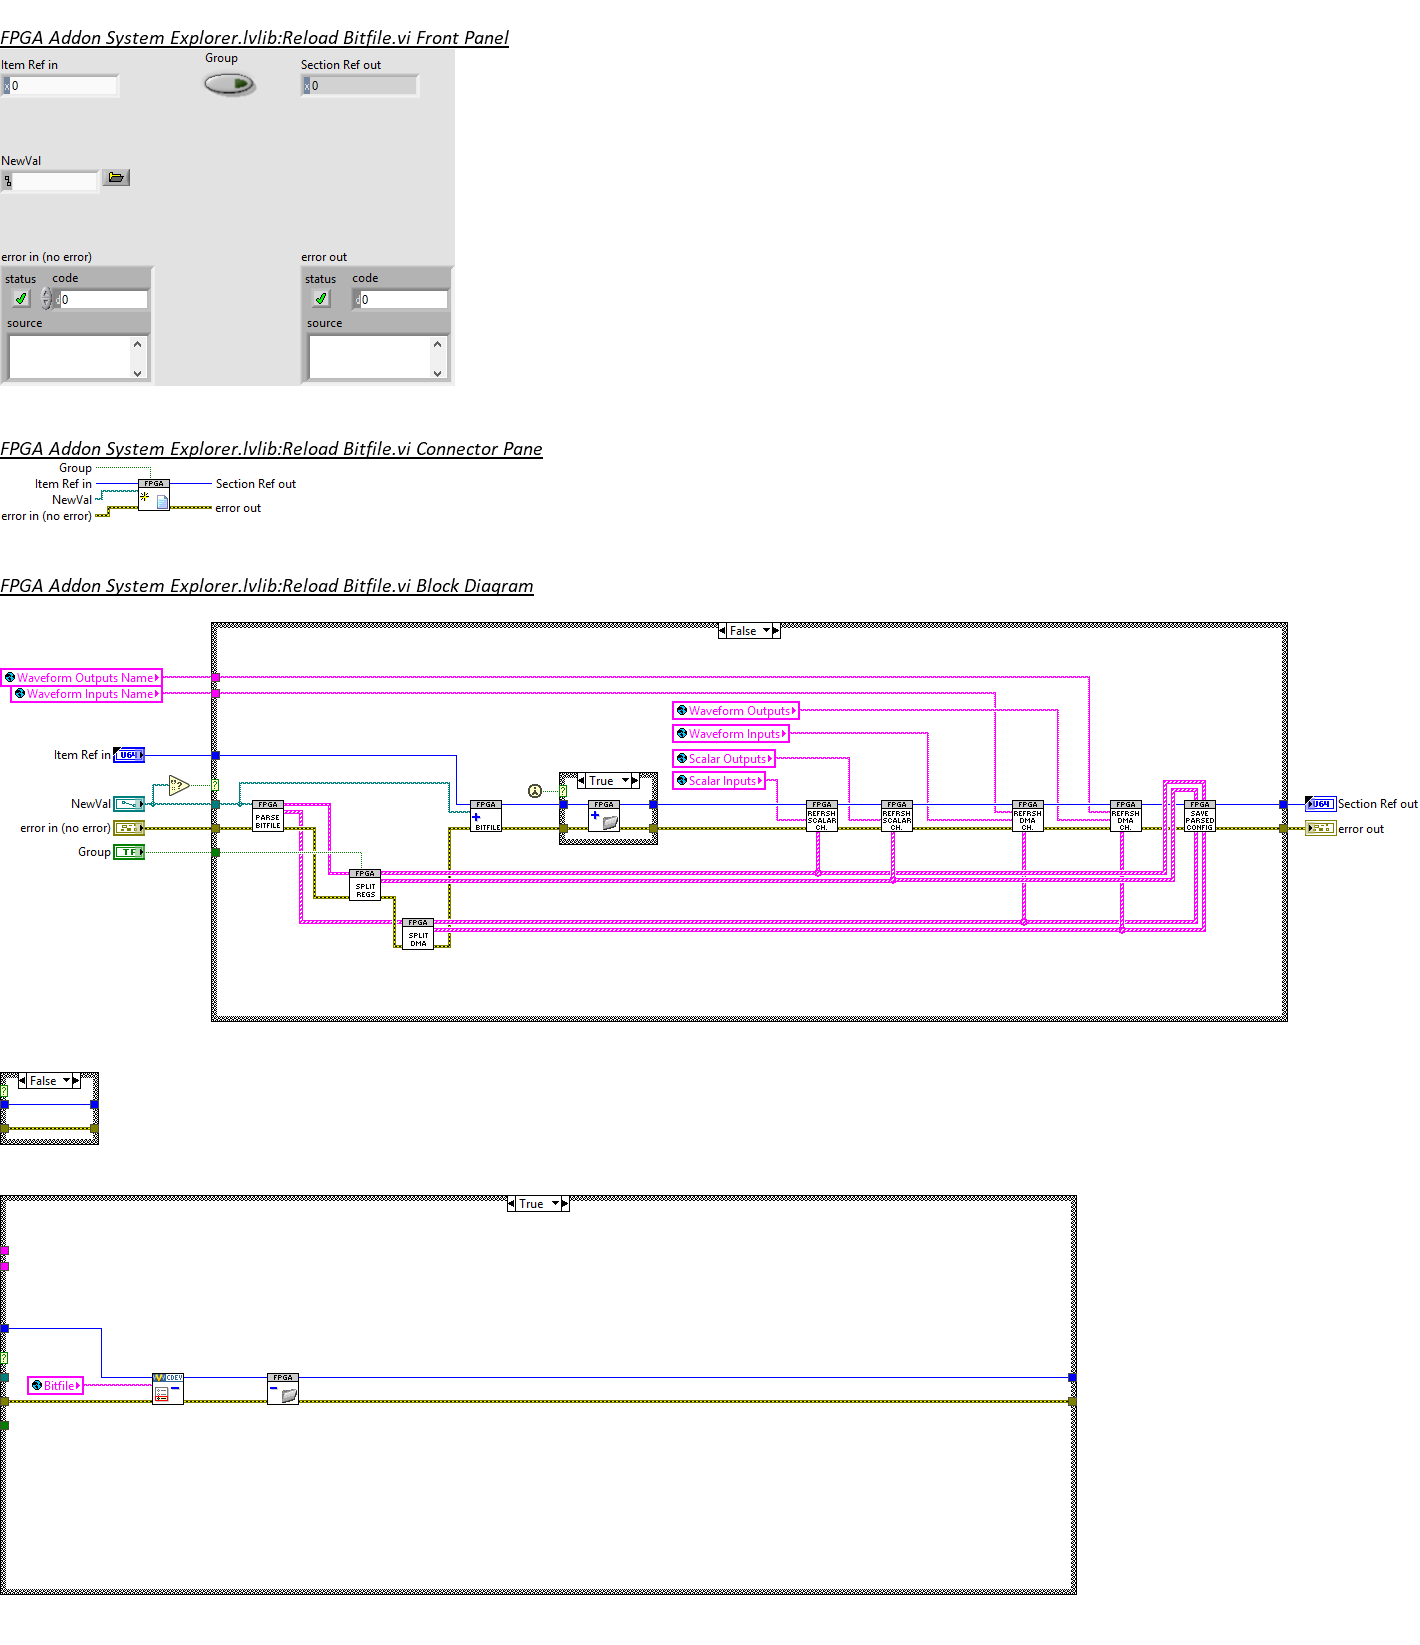 FPGA Addon System Explorer.lvlib:Reload Bitfile.vi Front Panel
Item Ref in
Group
Section Ref out
x 0
x 0
NewVal
error in (no error)
error out
status code
status code
d 0
d 0
source
source
FPGA Addon System Explorer.lvlib:Reload Bitfile.vi Connector Pane
Group
Item Ref in
FPGA
Section Ref out
NewVal
error in (no error)
error out
FPGA Addon System Explorer.lvlib:Reload Bitfile.vi Block Diagram
False
Waveform Outputs Name
Waveform Inputs Name
Waveform Outputs
Waveform Inputs
Scalar Outputs
Scalar Inputs
Item Ref in
U64
?
?
True
?
NewVal
FPGA
PARSE
BITFILE
FPGA
BITFILE
FPGA
FPGA
REFRSH
SCALAR
CH.
FPGA
REFRSH
SCALAR
CH.
FPGA
REFRSH
DMA
CH.
FPGA
REFRSH
DMA
CH.
FPGA
SAVE
PARSED
CONFIG
U64
Section Ref out
error in (no error)
error out
Group
TF
FPGA
SPLIT
REGS
FPGA
SPLIT
DMA
False
?
True
?
Bitfile
CDEV
FPGA